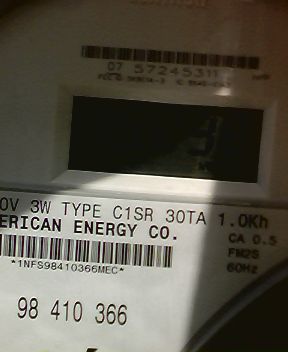 07 57245311
0V 3W TYPE C1SR 30TA 1.0Kh
ERICAN ENERGY CO.
CA 0.5
FM2S
60Hz
*1NFS98410366MEC*
98 410 366